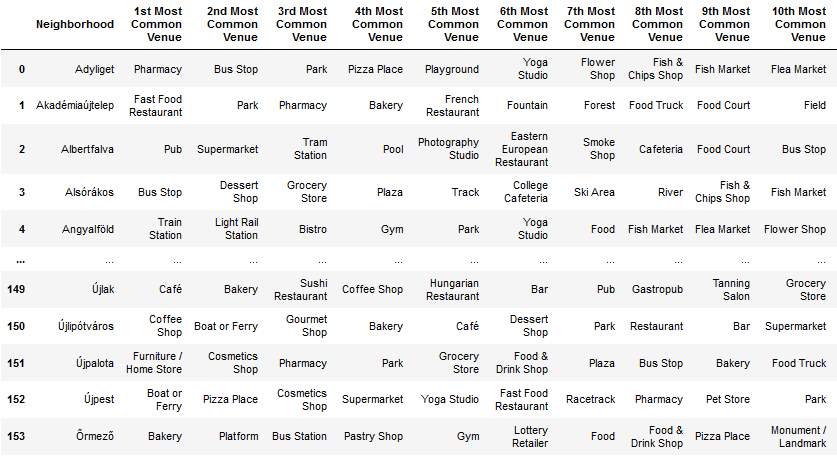 Neighborhood 1st Most Common Venue 2nd Most Common Venue 3rd Most Common Venue 4th Most Common Venue 5th Most Common Venue 6th Most Common Venue 7th Most Common Venue 8th Most Common Venue 9th Most Common Venue 10th Most Common Venue
0 Adyliget Pharmacy Bus Stop Park Pizza Place Playground Yoga Studio Flower Shop Fish & Chips Shop Fish Market Flea Market
1 Akadémiaújtelep Fast Food Restaurant Park Pharmacy Bakery French Restaurant Fountain Forest Food Truck Food Court Field
2 Albertfalva Pub Supermarket Tram Station Pool Photography Studio Eastern European Restaurant Smoke Shop Cafeteria Food Court Bus Stop
3 Alsórákos Bus Stop Dessert Shop Grocery Store Plaza Track College Cafeteria Ski Area River Fish & Chips Shop Fish Market
4 Angyalföld Train Station Light Rail Station Bistro Gym Park Yoga Studio Food Fish Market Flea Market Flower Shop
... ... ... ... ... ... ... ... ... ... ... ...
149 Újlak Café Bakery Sushi Restaurant Coffee Shop Hungarian Restaurant Bar Pub Gastropub Tanning Salon Grocery Store
150 Újlipótváros Coffee Shop Boat or Ferry Gourmet Shop Bakery Café Dessert Shop Park Restaurant Bar Supermarket
151 Újpalota Furniture / Home Store Cosmetics Shop Pharmacy Park Grocery Store Food & Drink Shop Plaza Bus Stop Bakery Food Truck
152 Újpest Boat or Ferry Pizza Place Cosmetics Shop Supermarket Yoga Studio Fast Food Restaurant Racetrack Pharmacy Pet Store Park
153 Őrmező Bakery Platform Bus Station Pastry Shop Gym Lottery Retailer Food Food & Drink Shop Pizza Place Monument / Landmark